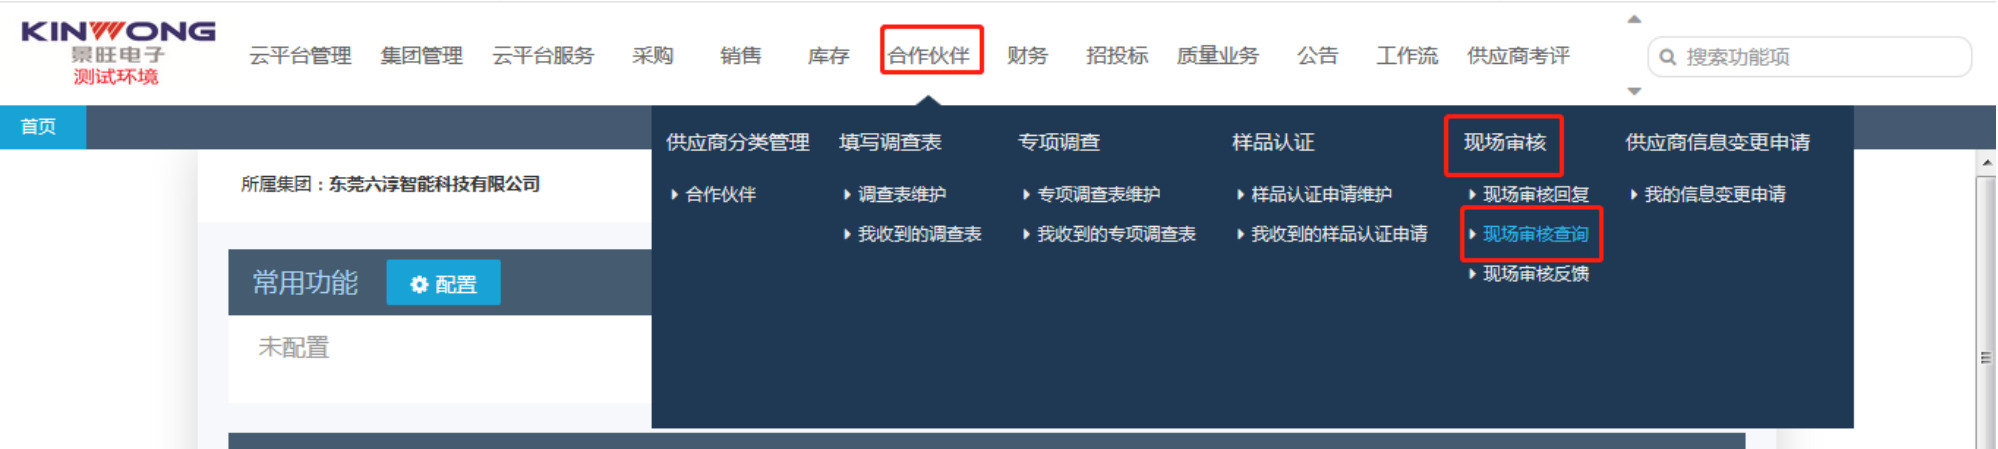 KINWONG
景旺电子
测试环境
云平台管理 集团管理 云平台服务 采购 销售 库存 合作伙伴 财务 招投标 质量业务 公告 工作流 供应商考评
搜索功能项
首页
所属集团：东莞六淳智能科技有限公司
常用功能 配置
未配置
供应商分类管理 填写调查表 专项调查 样品认证 现场审核 供应商信息变更申请
合作伙伴 调查表维护 专项调查表维护 样品认证申请维护 现场审核回复 我的信息变更申请
我收到的调查表 我收到的专项调查表 我收到的样品认证申请 现场审核查询
现场审核反馈